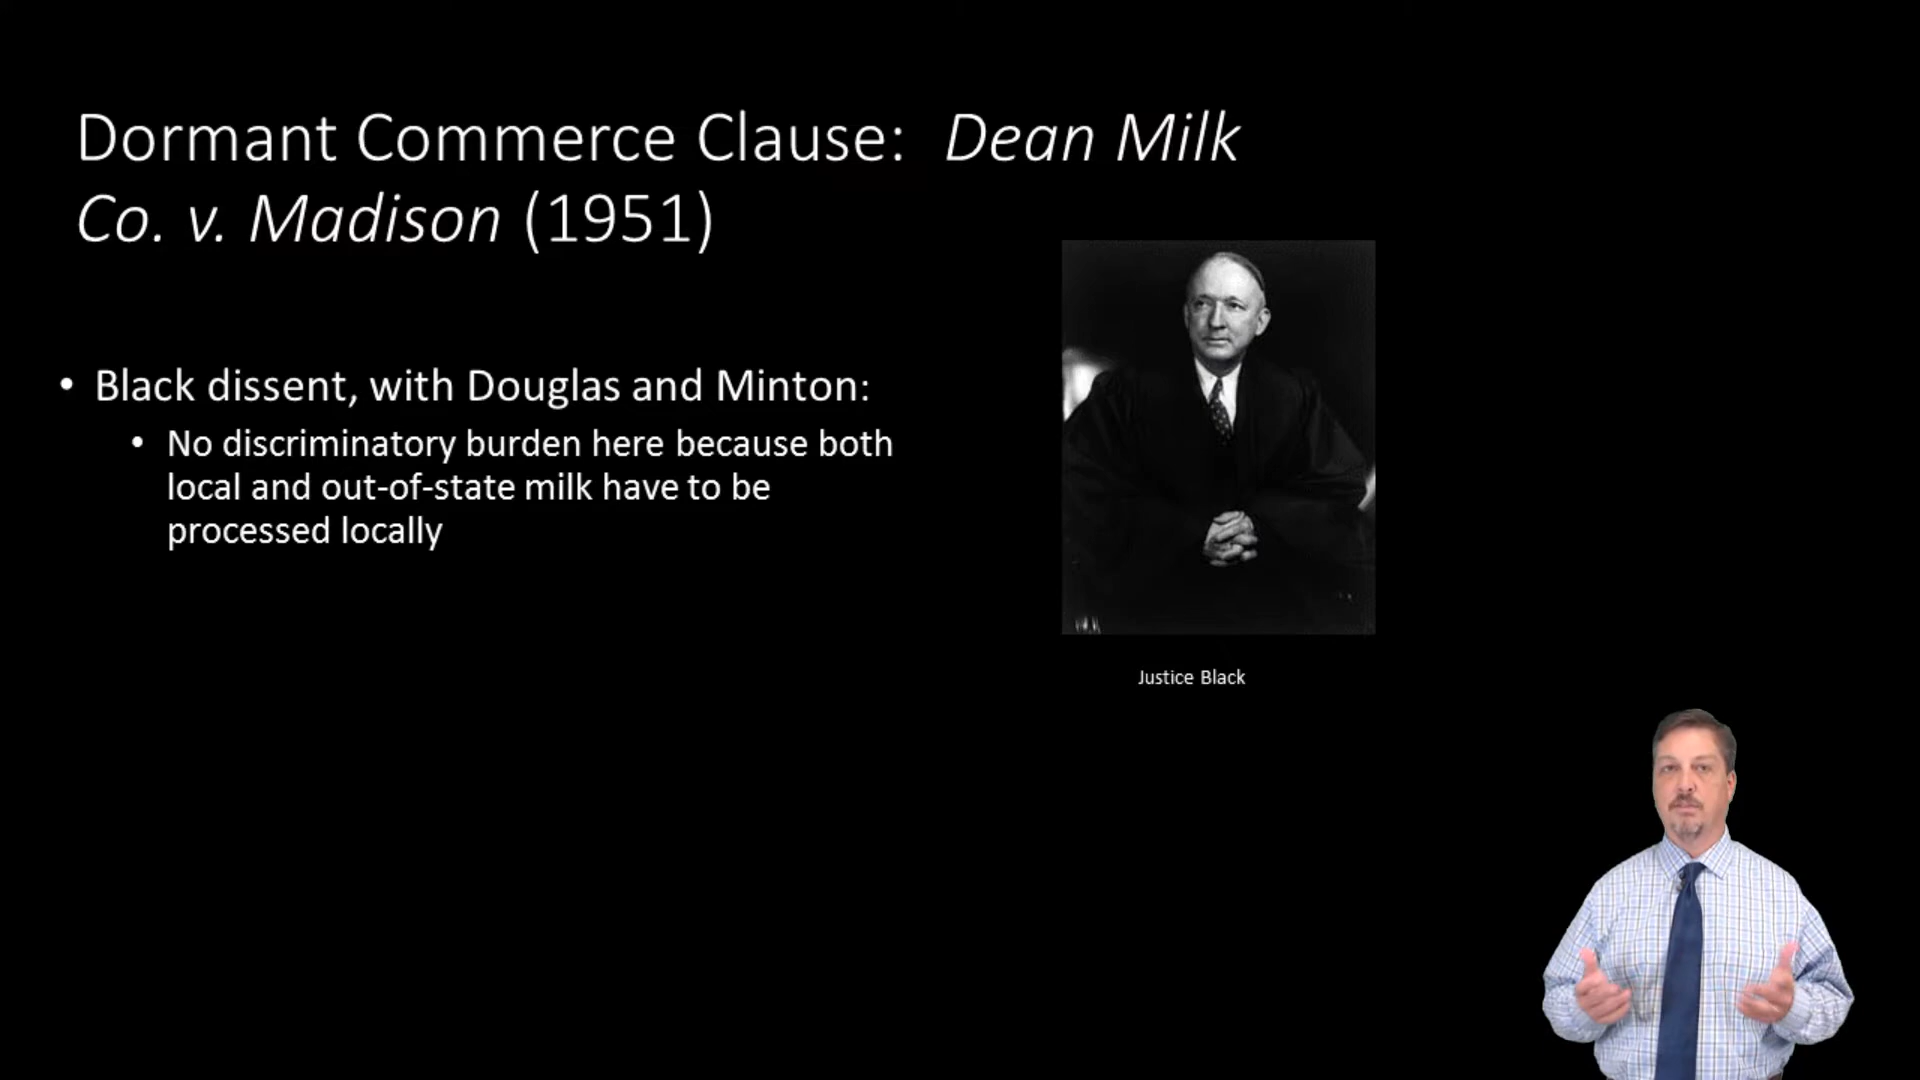 Dormant Commerce Clause: Dean Milk
Co. v. Madison (1951)
• Black dissent, with Douglas and Minton:
• No discriminatory burden here because both
local and out-of-state milk have to be
processed locally
Justice Black